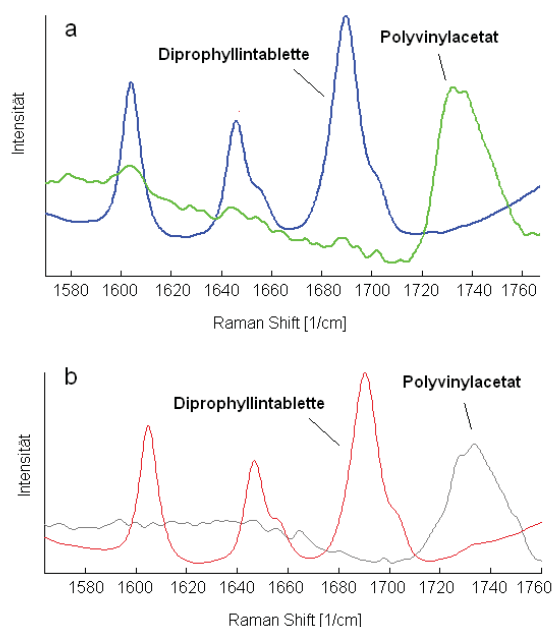 a
Diprophyllintablette
Polyvinylacetat
Intensität
1580 1600 1620 1640 1660 1680 1700 1720 1740 1760
Raman Shift [1/cm]
b
Diprophyllintablette
Polyvinylacetat
Intensität
1580 1600 1620 1640 1660 1680 1700 1720 1740 1760
Raman Shift [1/cm]